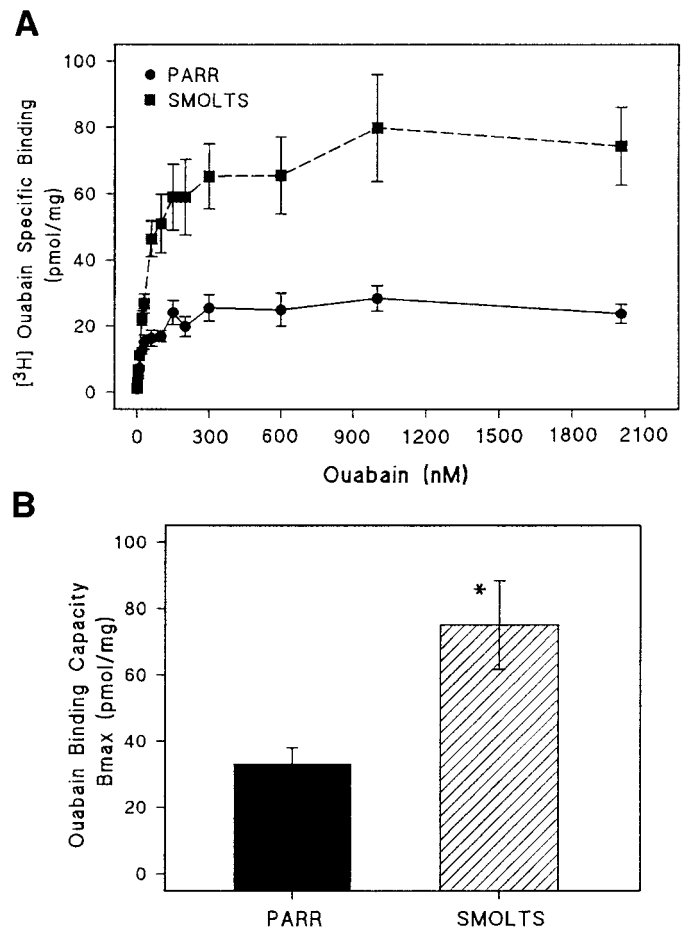 A
[³H] Ouabain Specific Binding
(pmol/mg)
100
80
60
40
20
0
PARR
SMOLTS
0 300 600 900 1200 1500 1800 2100
Ouabain (nM)
B
Ouabain Binding Capacity
Bmax (pmol/mg)
100
80
60
40
20
0
*
PARR SMOLTS